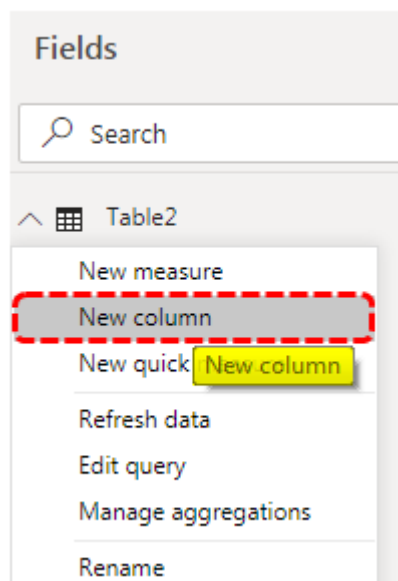 Fields
Search
Table2
New measure
New column
New quick
New column
Refresh data
Edit query
Manage aggregations
Rename